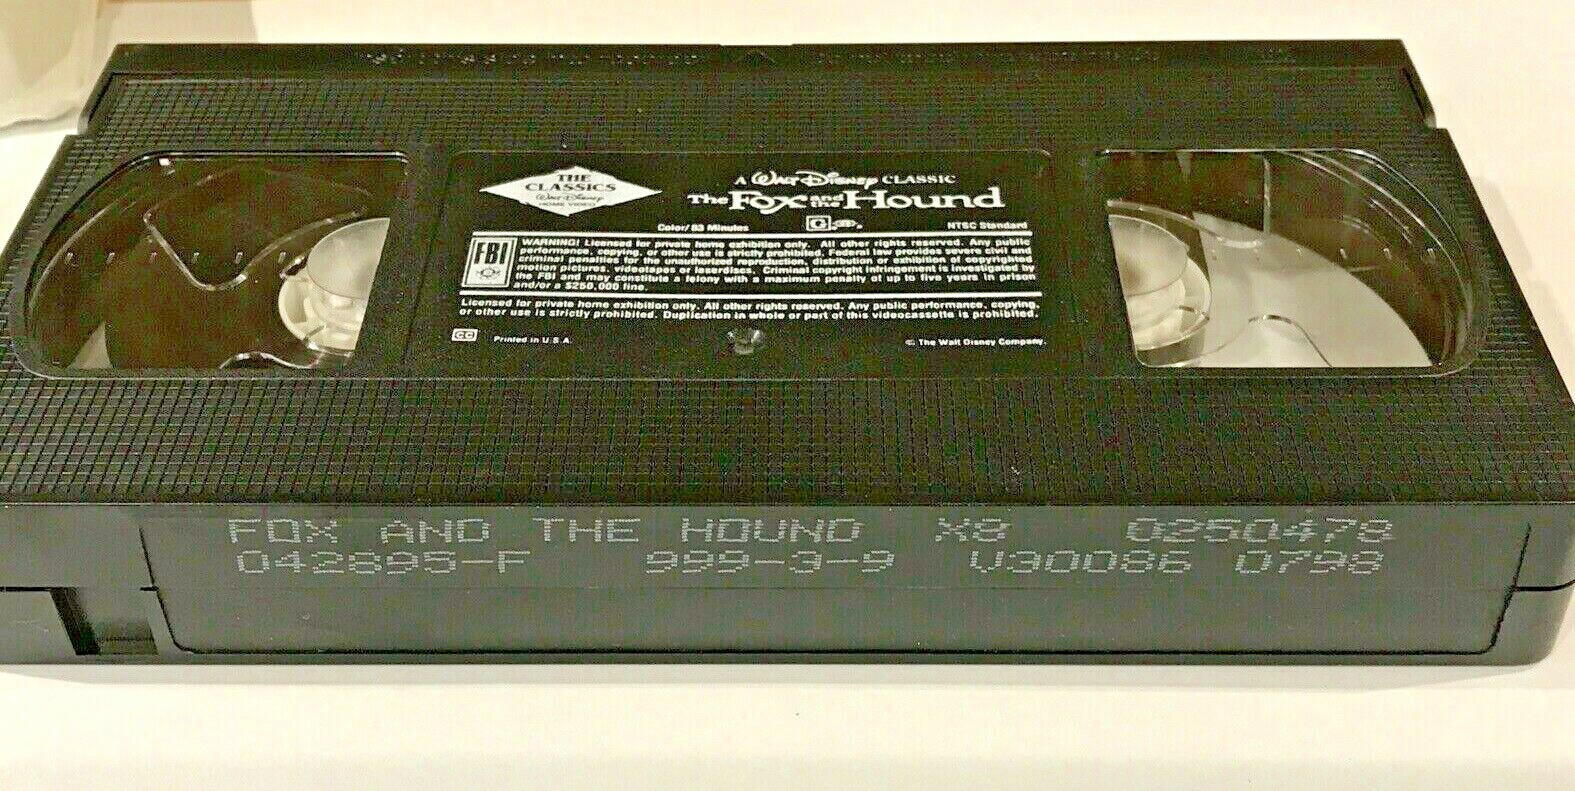 THE
CLASSICS
Walt Disney
HOME VIDEO
A Walt Disney CLASSIC
The Fox and the Hound
Color/83 Minutes
G
NTSC Standard
FBI
WARNING! Licensed for private home exhibition only. All other rights reserved. Any public
performance, copying, or other use is strictly prohibited. Federal law provides severe civil and
criminal penalties for the unauthorized reproduction, distribution or exhibition of copyrighted
motion pictures, videotapes or laserdiscs. Criminal copyright infringement is investigated by
the FBI and may constitute a felony with a maximum penalty of up to five years in prison
and/or a $250,000 fine.
Licensed for private home exhibition only. All other rights reserved. Any public performance, copying,
or other use is strictly prohibited. Duplication in whole or part of this videocassette is prohibited.
CC Printed in U.S.A.
© The Walt Disney Company.
FOX AND THE HOUND X8 0250478
042895-F 999-3-9 V30086 0798